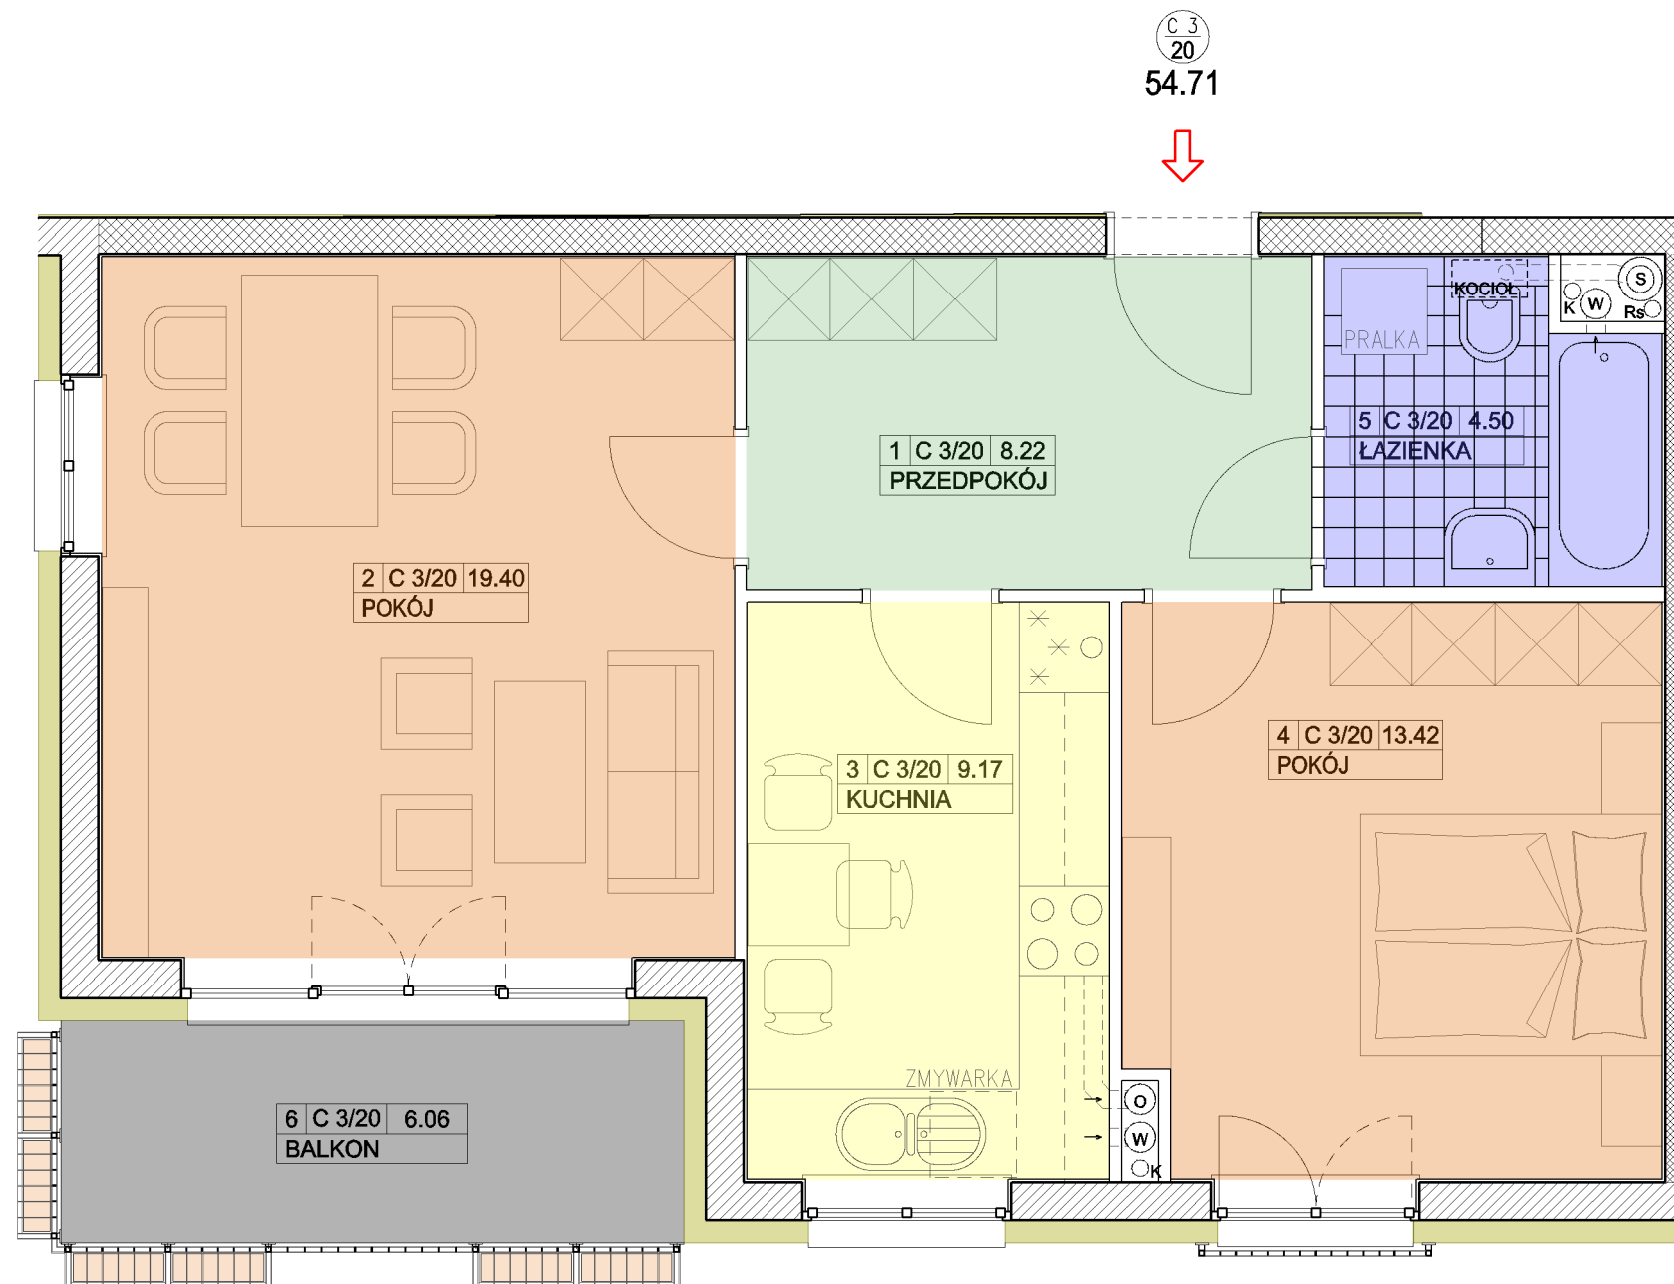 C 3
20
54.71
KOCIOŁ
S
K W
Rs
PRALKA
5 C 3/20 4.50
ŁAZIENKA
1 C 3/20 8.22
PRZEDPOKÓJ
2 C 3/20 19.40
POKÓJ
4 C 3/20 13.42
POKÓJ
3 C 3/20 9.17
KUCHNIA
ZMYWARKA
O
W
K
6 C 3/20 6.06
BALKON